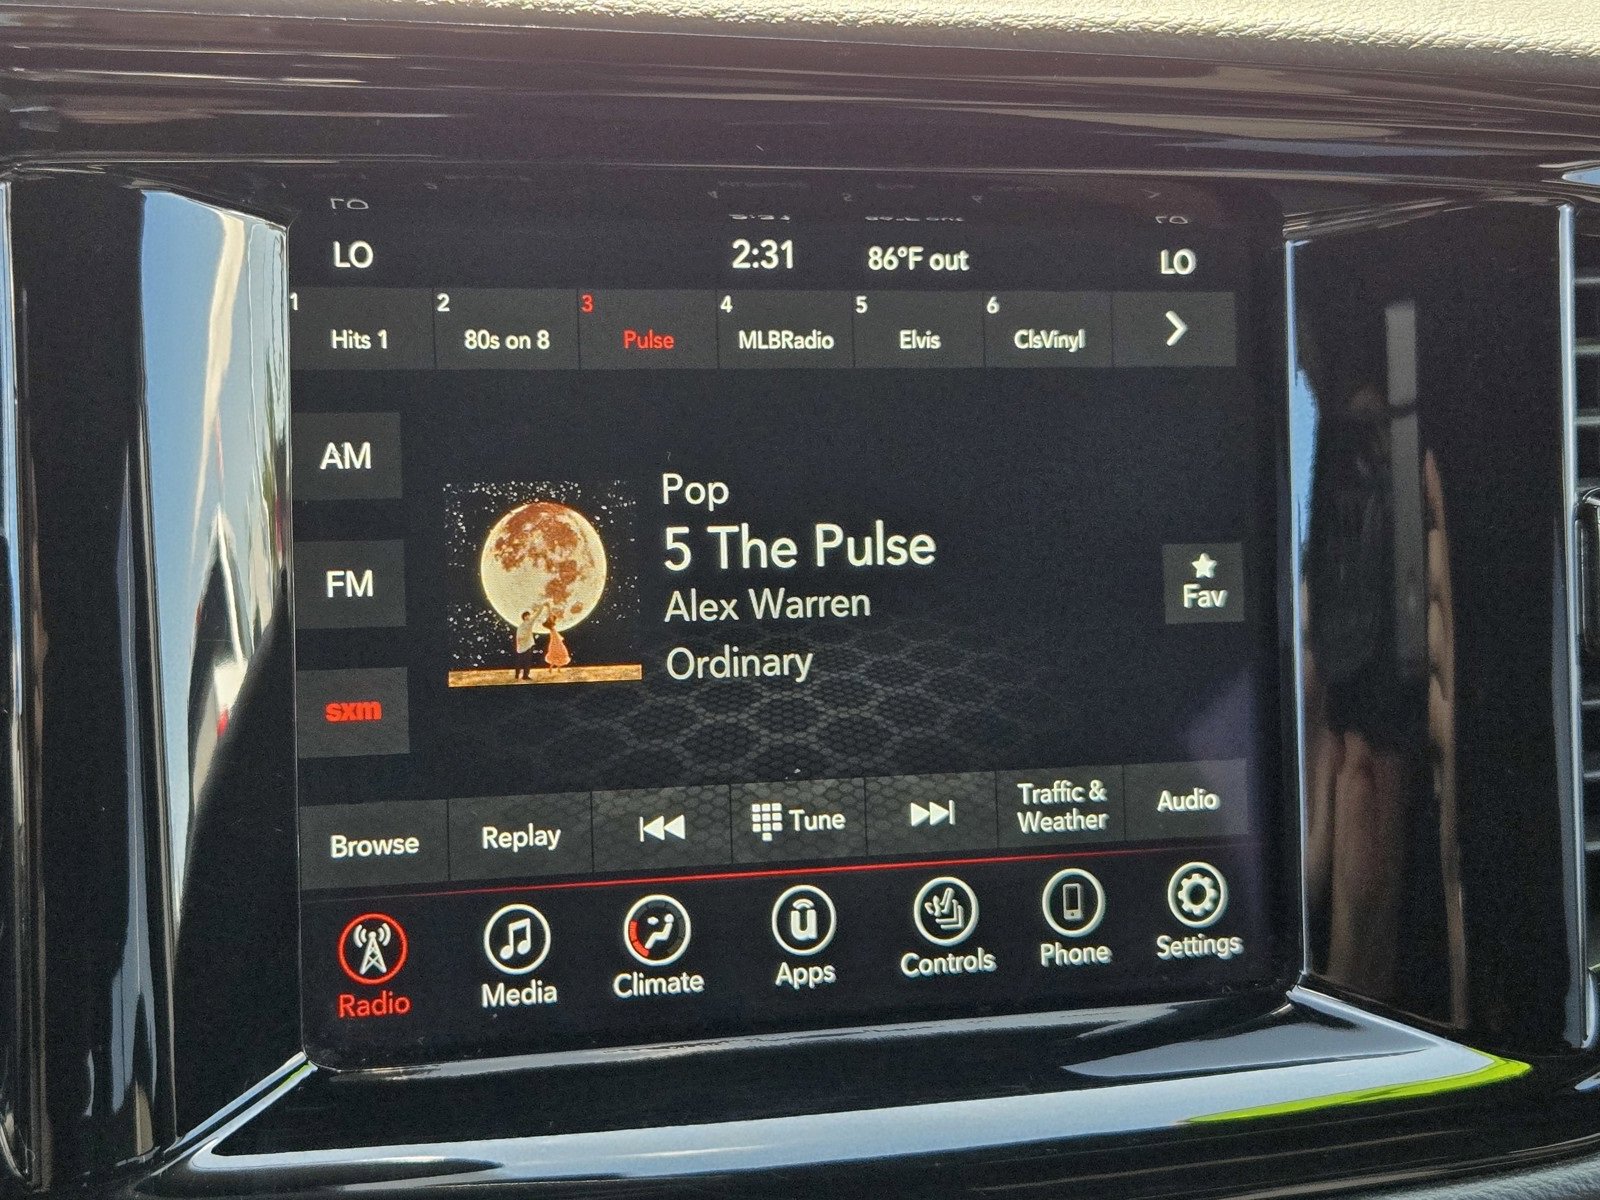 LO 2:31 86°F out LO
1 2 3 4 5 6
Hits 1 80s on 8 Pulse MLBRadio Elvis ClsVinyl
AM
FM
sxm
Pop
5 The Pulse
Alex Warren
Ordinary
Fav
Browse Replay Tune Traffic & Weather Audio
Radio Media Climate Apps Controls Phone Settings